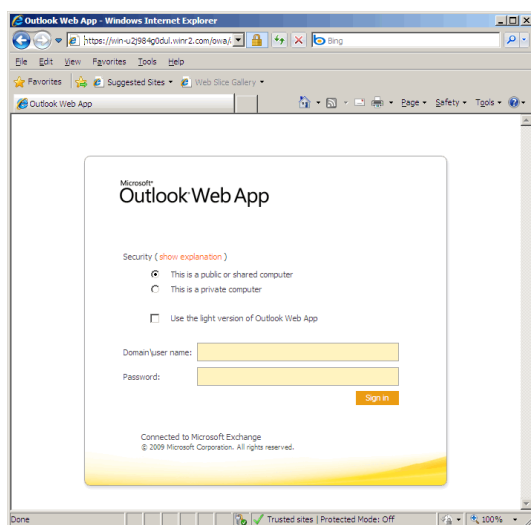 Outlook Web App - Windows Internet Explorer
https://win-u2j984g0dul.winr2.com/owa/
Bing
File Edit View Favorites Tools Help
Favorites Suggested Sites Web Slice Gallery
Outlook Web App Page Safety Tools
Microsoft
Outlook Web App
Security ( show explanation )
This is a public or shared computer
This is a private computer
Use the light version of Outlook Web App
Domain\user name:
Password:
Sign in
Connected to Microsoft Exchange
© 2009 Microsoft Corporation. All rights reserved.
Done Trusted sites | Protected Mode: Off 100%